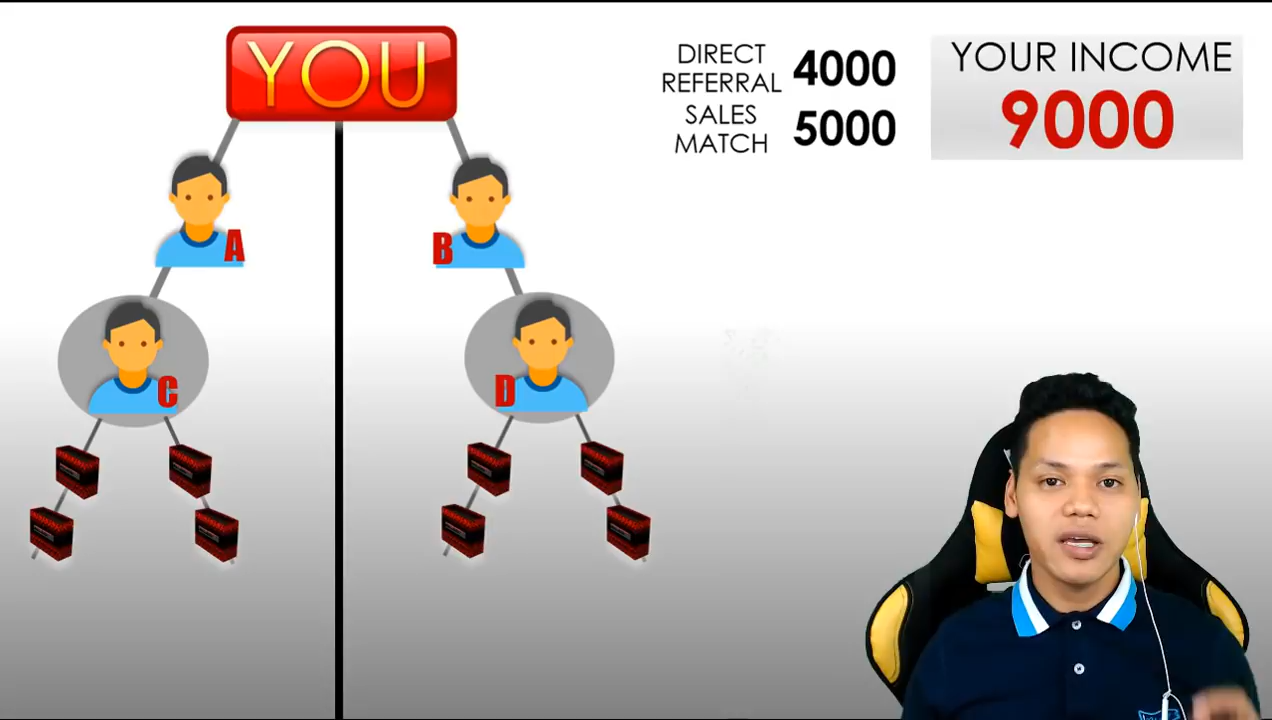 YOU
DIRECT
REFERRAL
4000
SALES
MATCH
5000
YOUR INCOME
9000
A
B
C
D